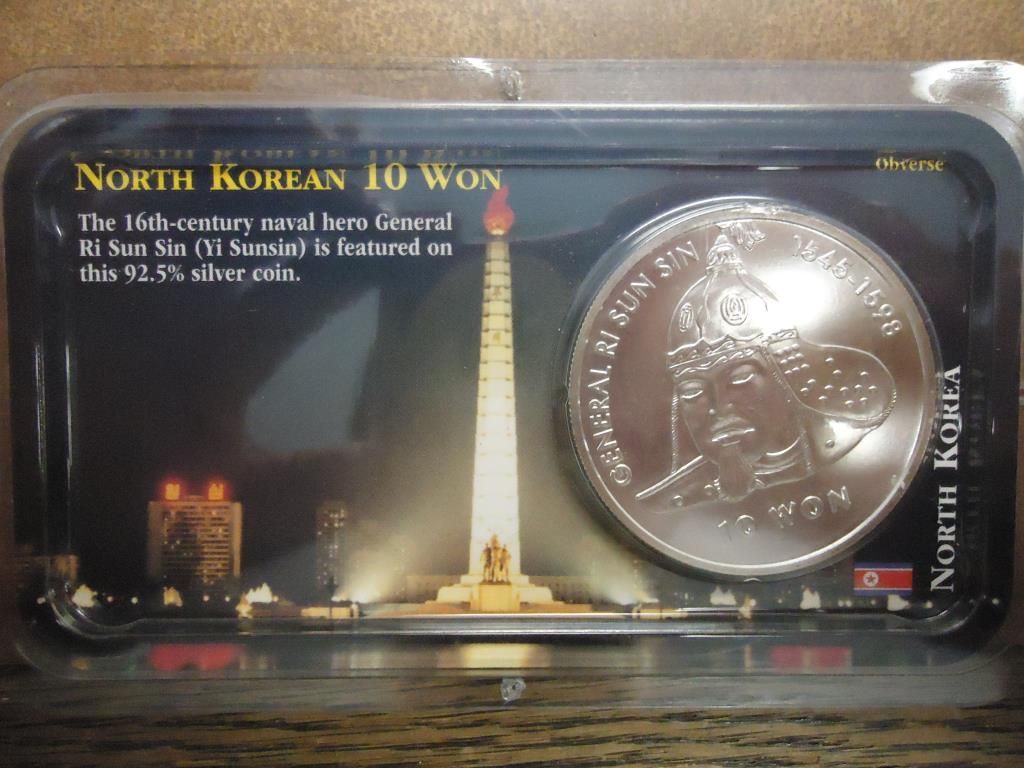 NORTH KOREAN 10 WON
Obverse
The 16th-century naval hero General
Ri Sun Sin (Yi Sunsin) is featured on
this 92.5% silver coin.
GENERAL RI SUN SIN
1545-1598
10 WON
NORTH KOREA